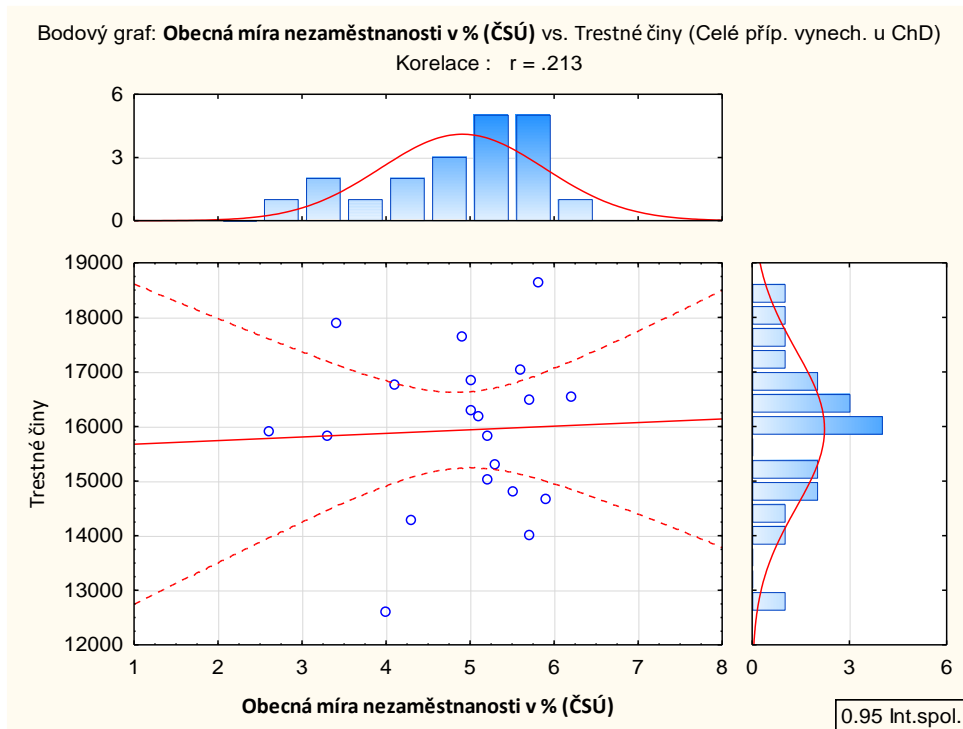 Bodový graf: Obecná míra nezaměstnanosti v % (ČSÚ) vs. Trestné činy (Celé příp. vynech. u ChD)
Korelace : r = .213
6
3
0
19000
18000
17000
16000
15000
14000
13000
12000
Trestné činy
1 2 3 4 5 6 7 8
0 3 6
Obecná míra nezaměstnanosti v % (ČSÚ)
0.95 Int.spol.